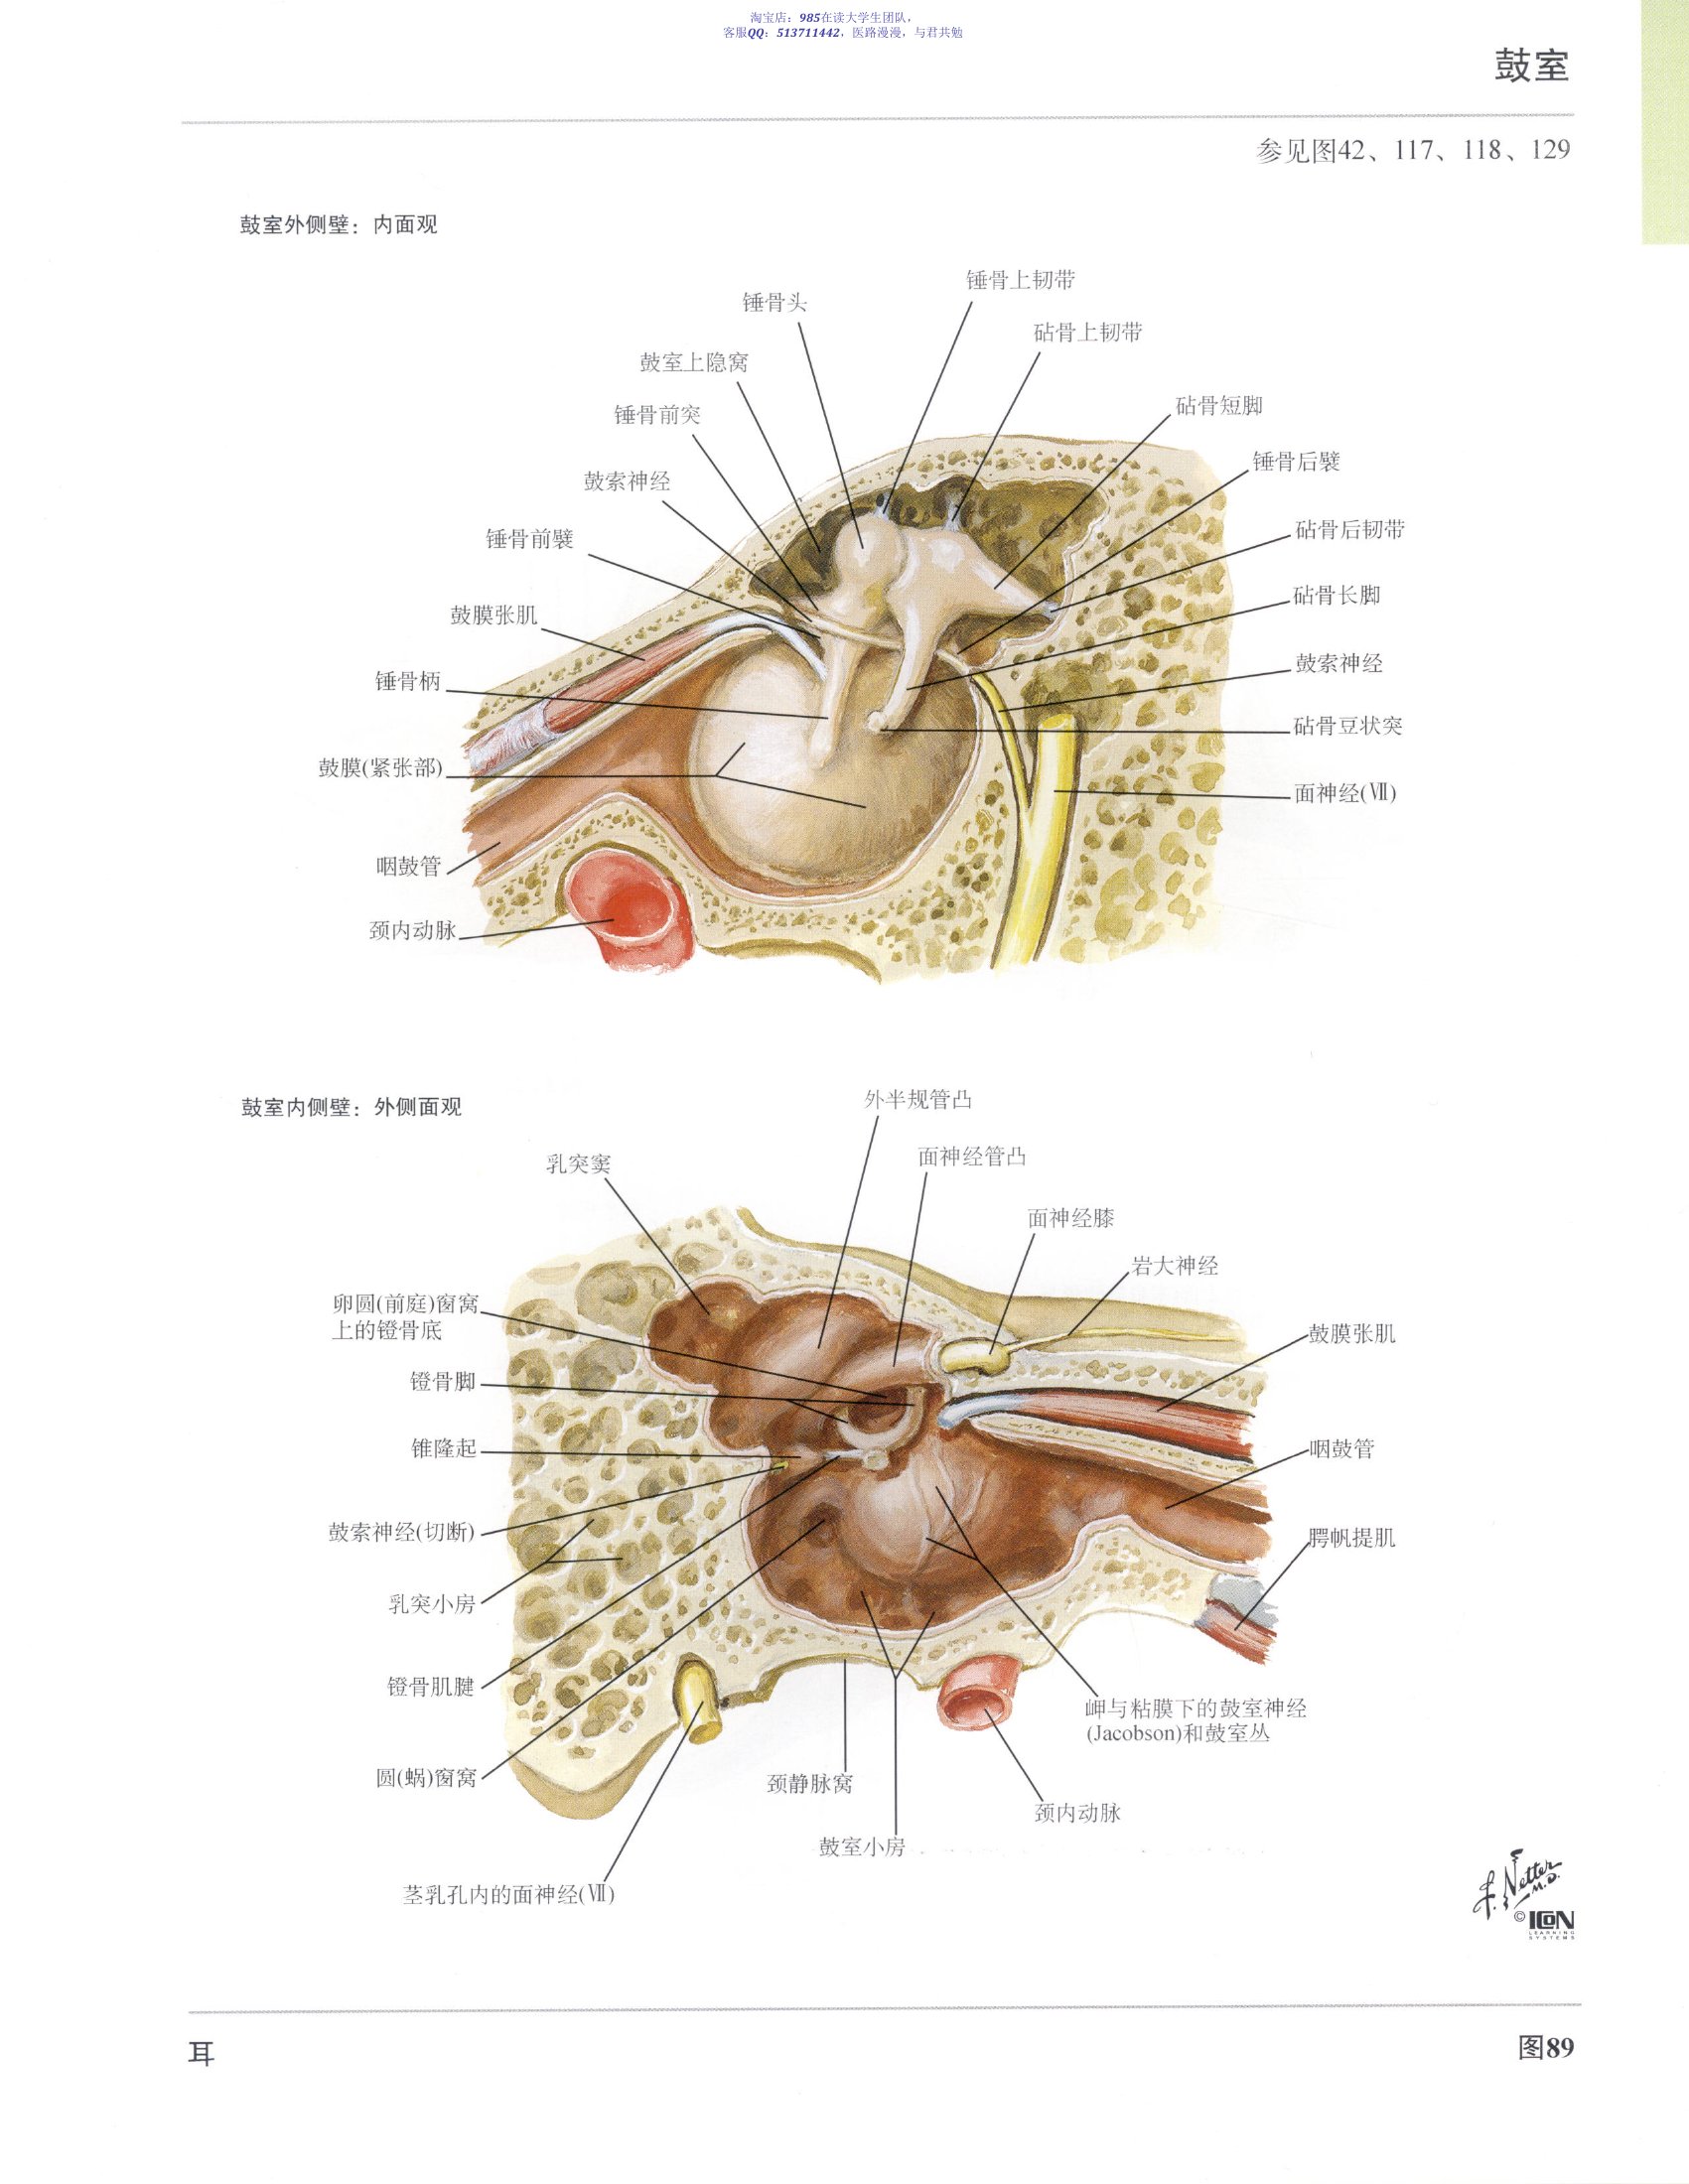 淘宝店：985在读大学生团队，
客服QQ：513711442，医路漫漫，与君共勉
鼓室
参见图42、117、118、129
鼓室外侧壁：内面观
锤骨上韧带
锤骨头
砧骨上韧带
鼓室上隐窝
砧骨短脚
锤骨前突
锤骨后襞
鼓索神经
砧骨后韧带
锤骨前襞
砧骨长脚
鼓膜张肌
鼓索神经
锤骨柄
砧骨豆状突
鼓膜(紧张部)
面神经(Ⅶ)
咽鼓管
颈内动脉
鼓室内侧壁：外侧面观
外半规管凸
面神经管凸
乳突窦
面神经膝
岩大神经
卵圆(前庭)窗窝
上的镫骨底
鼓膜张肌
镫骨脚
锥隆起
咽鼓管
鼓索神经(切断)
腭帆提肌
乳突小房
镫骨肌腱
岬与粘膜下的鼓室神经
(Jacobson)和鼓室丛
圆(蜗)窗窝
颈静脉窝
颈内动脉
鼓室小房
茎乳孔内的面神经(Ⅶ)
F. Netter
M.D.
© ICON
LEARNING
SYSTEMS
耳
图89